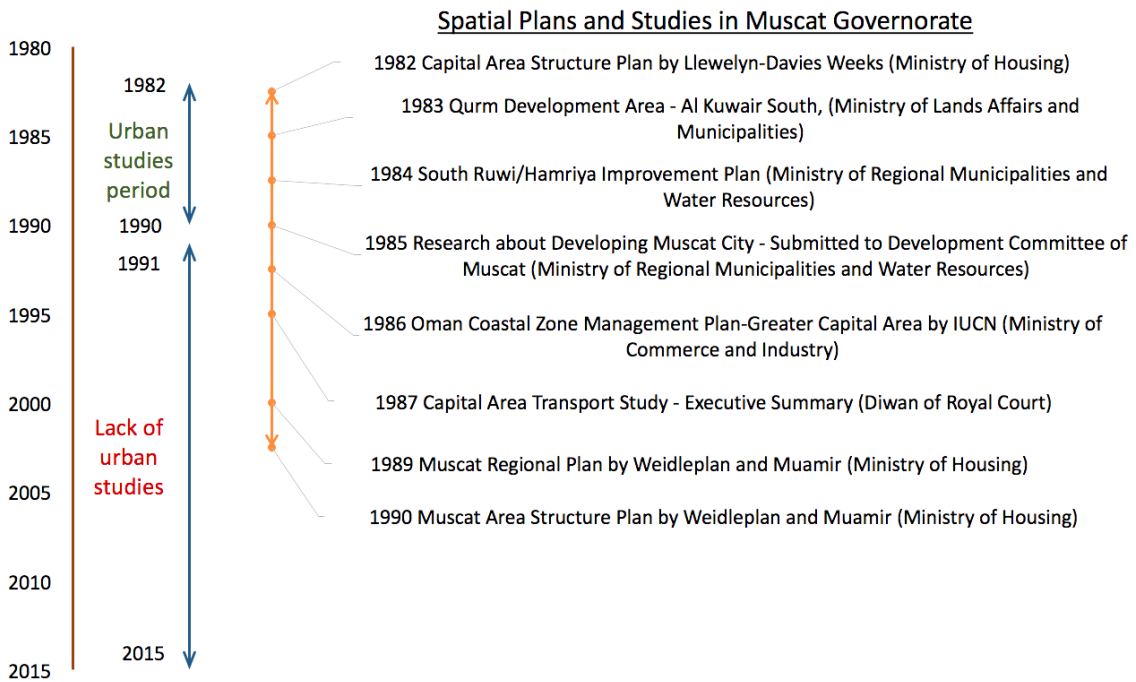 Spatial Plans and Studies in Muscat Governorate
1980
1985
1990
1995
2000
2005
2010
2015
1982
Urban
studies
period
1990
1991
Lack of
urban
studies
2015
1982 Capital Area Structure Plan by Llewelyn-Davies Weeks (Ministry of Housing)
1983 Qurm Development Area - Al Kuwair South, (Ministry of Lands Affairs and
Municipalities)
1984 South Ruwi/Hamriya Improvement Plan (Ministry of Regional Municipalities and
Water Resources)
1985 Research about Developing Muscat City - Submitted to Development Committee of
Muscat (Ministry of Regional Municipalities and Water Resources)
1986 Oman Coastal Zone Management Plan-Greater Capital Area by IUCN (Ministry of
Commerce and Industry)
1987 Capital Area Transport Study - Executive Summary (Diwan of Royal Court)
1989 Muscat Regional Plan by Weidleplan and Muamir (Ministry of Housing)
1990 Muscat Area Structure Plan by Weidleplan and Muamir (Ministry of Housing)